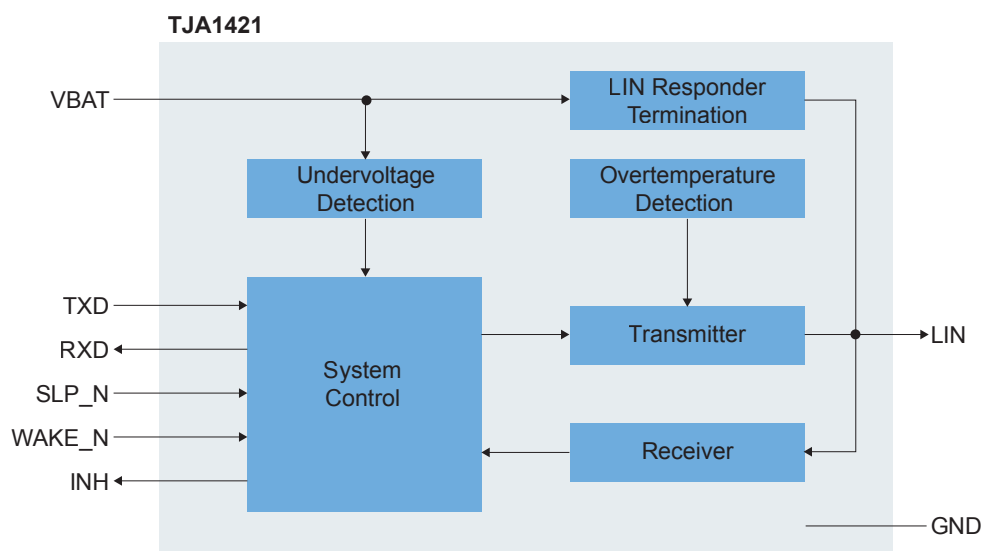 TJA1421
VBAT
LIN Responder
Termination
Undervoltage
Detection
Overtemperature
Detection
TXD
RXD
SLP_N
WAKE_N
INH
System
Control
Transmitter
LIN
Receiver
GND